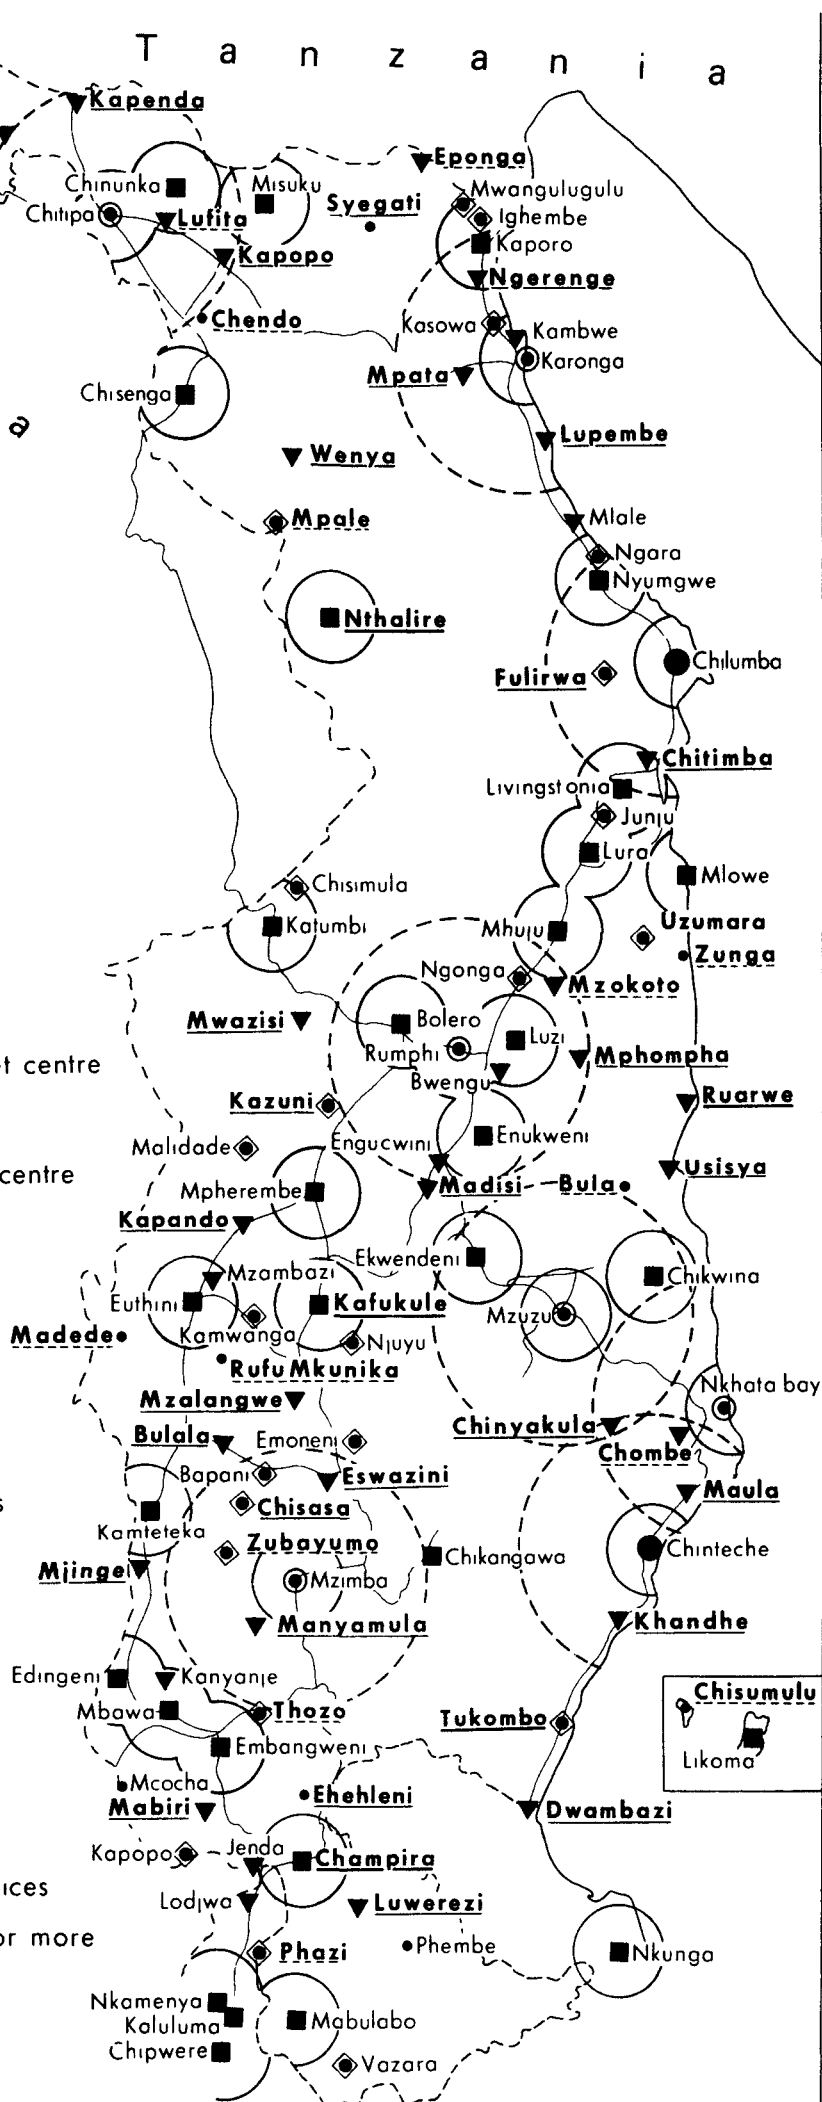 Tanzania
Kapenda
Eponga
Chinunka
Misuku
Mwangulugulu
Chitipa
Lufita
Syegati
Ighembe
Kaporo
Kapopo
Ngerenge
Chendo
Kasowa
Kambwe
Karonga
Mpata
Chisenga
a
Lupembe
Wenya
Mpale
Mlale
Ngara
Nyumgwe
Nthalire
Chilumba
Fulirwa
Chitimba
Livingstonia
Junju
Lura
Mlowe
Chisimula
Katumbi
Mhuju
Uzumara
Zunga
Ngonga
Mzokoto
Mwazisi
Bolero
Luzi
Rumphi
Mphompha
et centre
Bwengu
Kazuni
Ruarwe
Malidade
Engucwini
Enukweni
centre
Usisya
Mpherembe
Madisi
Bula
Kapando
Ekwendeni
Mzambazi
Chikwina
Euthini
Kafukule
Mzuzu
Madede
Kamwanga
Njuyu
RufuMkunika
Nkhata bay
Mzalangwe
Chinyakula
Bulala
Emoneni
Chombe
Bapani
Eswazini
Maula
s
Chisasa
Kamteteka
Zubayumo
Chikangawa
Chinteche
Mjinge
Mzimba
Manyamula
Khandhe
Edingeni
Kanyanje
Chisumulu
Mbawa
Thozo
Tukombo
Embangweni
Likoma
Mcocha
Ehehleni
Mabiri
Dwambazi
Kapopo
Jenda
Champira
ices
Lodjwa
Luwerezi
or more
Phazi
Phembe
Nkunga
Nkamenya
Kaluluma
Mabulabo
Chipwere
Vazara